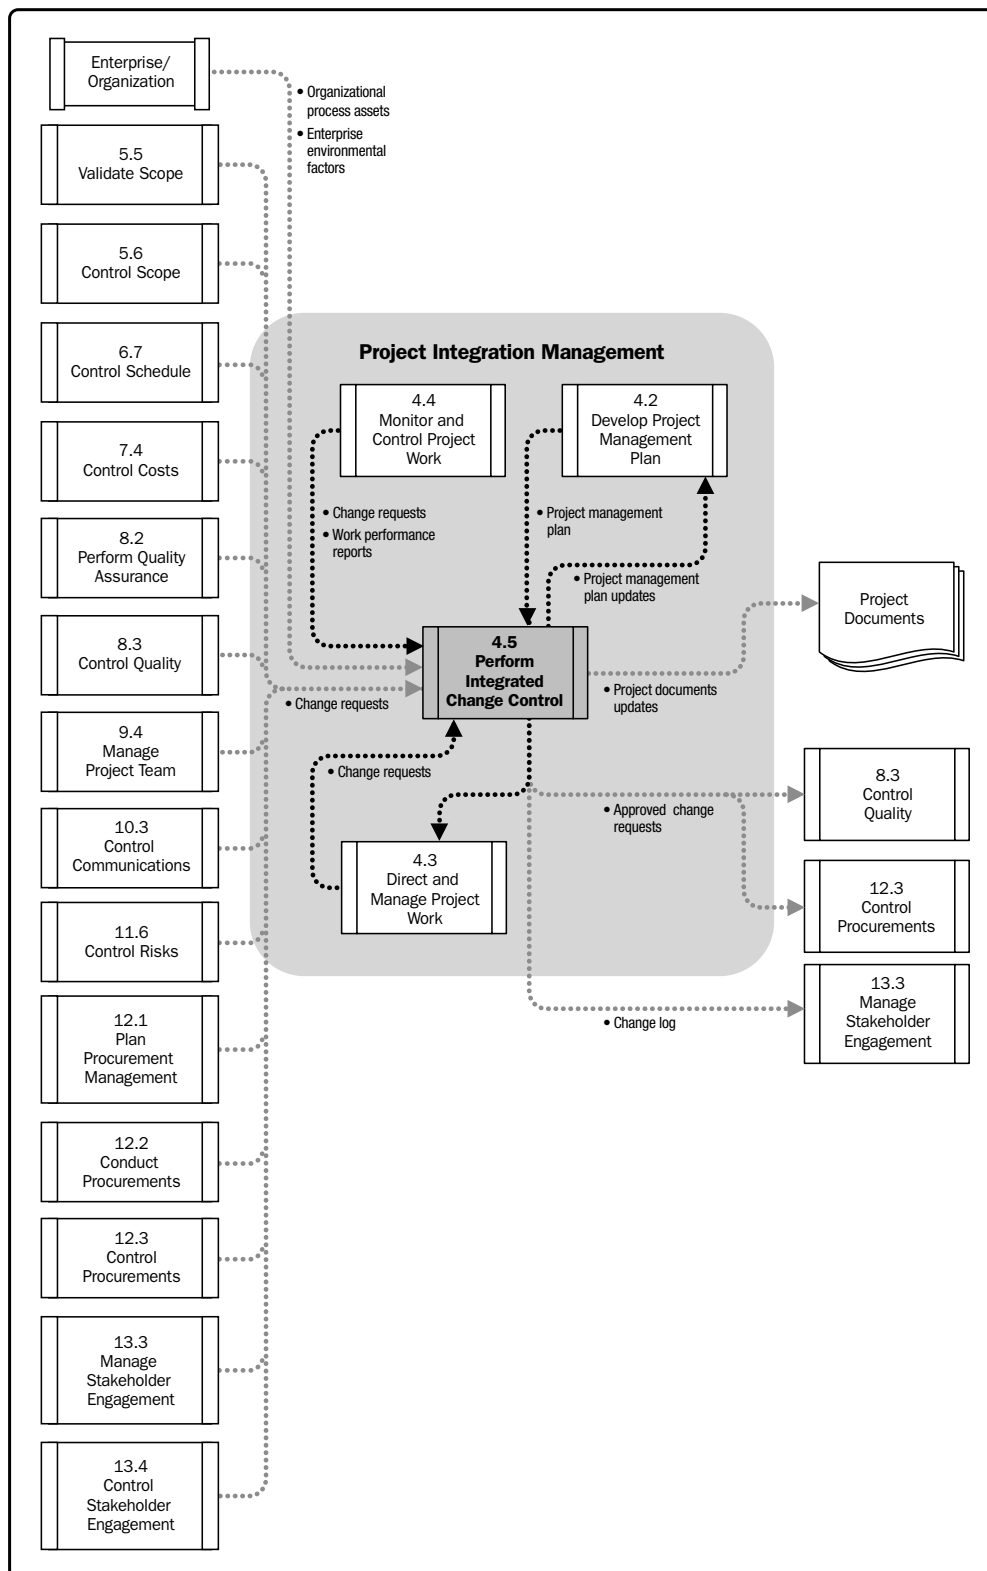 Enterprise/
Organization
• Organizational
process assets
• Enterprise
environmental
factors
5.5
Validate Scope
5.6
Control Scope
6.7
Control Schedule
7.4
Control Costs
8.2
Perform Quality
Assurance
8.3
Control Quality
9.4
Manage
Project Team
10.3
Control
Communications
11.6
Control Risks
12.1
Plan
Procurement
Management
12.2
Conduct
Procurements
12.3
Control
Procurements
13.3
Manage
Stakeholder
Engagement
13.4
Control
Stakeholder
Engagement
Project Integration Management
4.4
Monitor and
Control Project
Work
4.2
Develop Project
Management
Plan
• Change requests
• Work performance
reports
• Project management
plan
• Project management
plan updates
4.5
Perform
Integrated
Change Control
• Change requests
• Project documents
updates
• Change requests
• Approved change
requests
4.3
Direct and
Manage Project
Work
• Change log
Project
Documents
8.3
Control
Quality
12.3
Control
Procurements
13.3
Manage
Stakeholder
Engagement